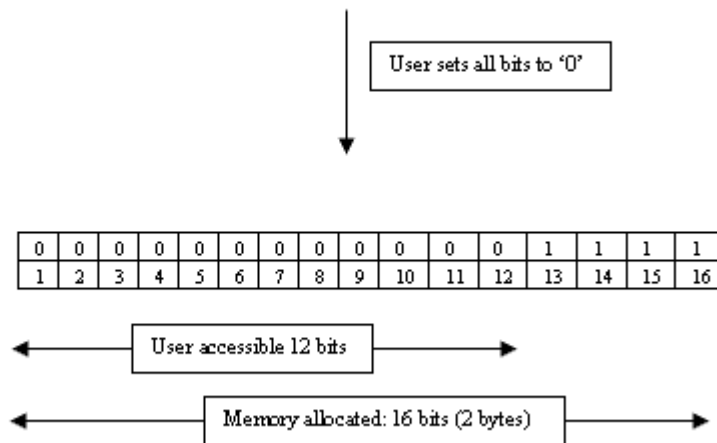 User sets all bits to ‘0’
0 0 0 0 0 0 0 0 0 0 0 0 1 1 1 1
1 2 3 4 5 6 7 8 9 10 11 12 13 14 15 16
User accessible 12 bits
Memory allocated: 16 bits (2 bytes)